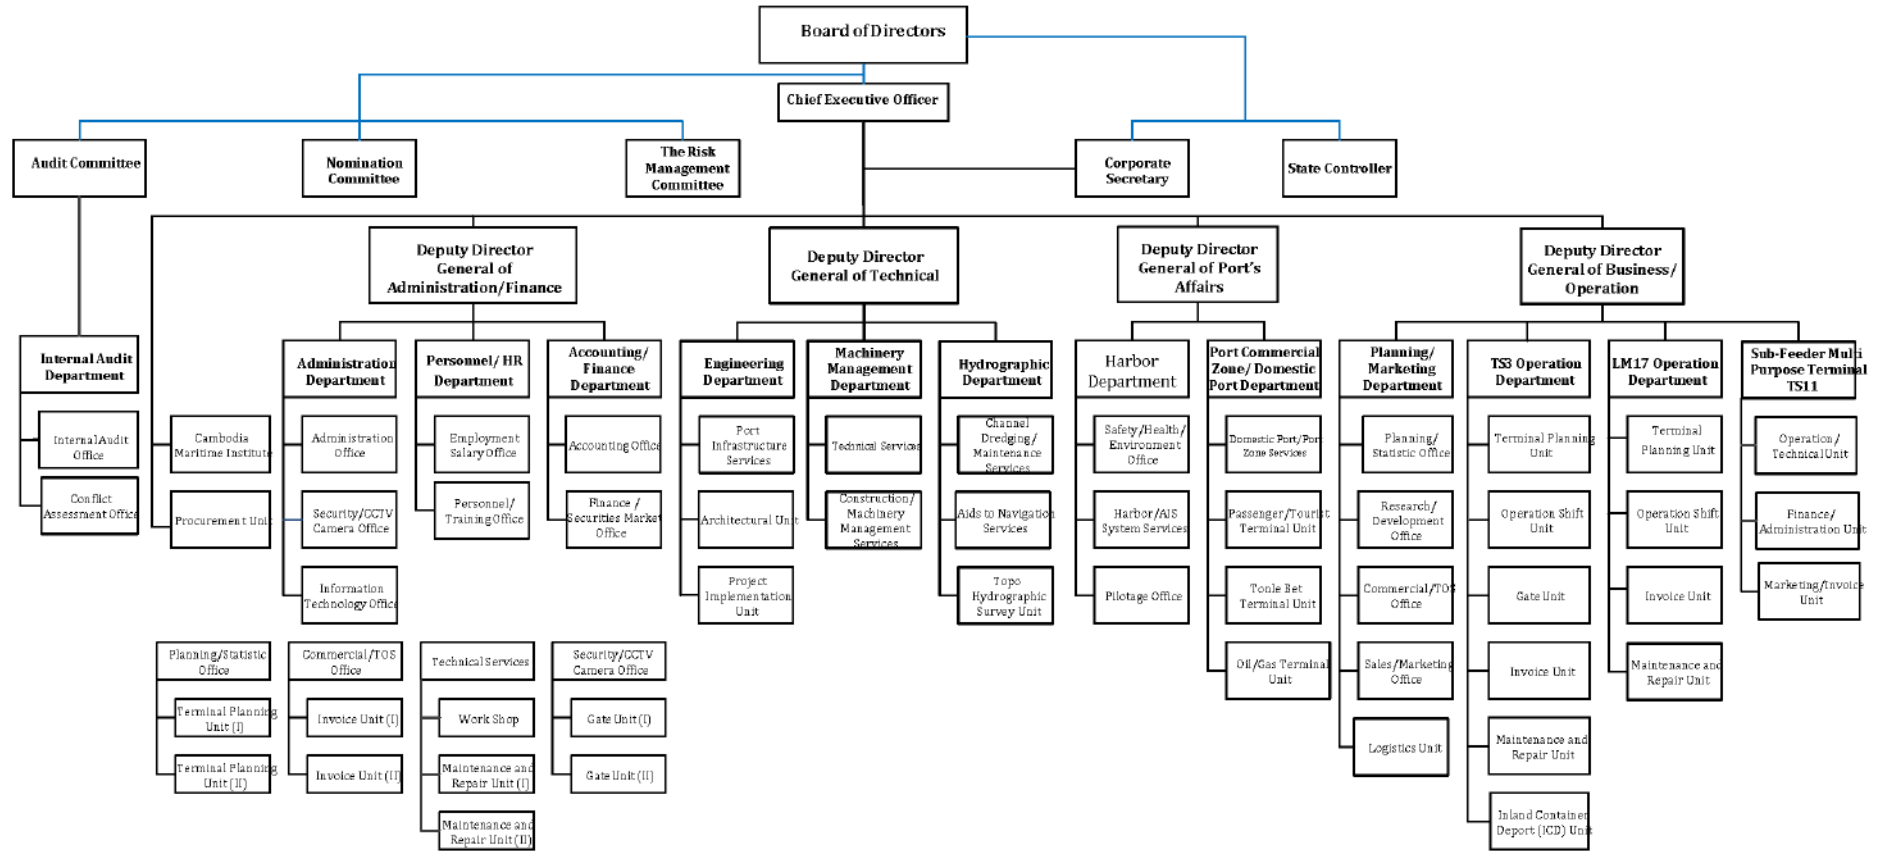 Board of Directors
Chief Executive Officer
Audit Committee
Nomination
Committee
The Risk
Management
Committee
Corporate
Secretary
State Controller
Deputy Director
General of
Administration/Finance
Deputy Director
General of Technical
Deputy Director
General of Port's
Affairs
Deputy Director
General of Business/
Operation
Internal Audit
Department
Administration
Department
Personnel/ HR
Department
Accounting/
Finance
Department
Engineering
Department
Machinery
Management
Department
Hydrographic
Department
Harbor
Department
Port Commercial
Zone/ Domestic
Port Department
Planning/
Marketing
Department
TS3 Operation
Department
LM17 Operation
Department
Sub-Feeder Multi
Purpose Terminal
TS11
Internal Audit
Office
Conflict
Assessment Office
Cambodia
Maritime Institute
Procurement Unit
Administration
Office
Security/CCTV
Camera Office
Information
Technology Office
Employment
Salary Office
Personnel/
Training Office
Accounting Office
Finance /
Securities Market
Office
Port
Infrastructure
Services
Architectural Unit
Project
Implementation
Unit
Technical Services
Construction/
Machinery
Management
Services
Channel
Dredging/
Maintenance
Services
Aids to Navigation
Services
Topo
Hydrographic
Survey Unit
Safety/Health/
Environment
Office
Harbor/AIS
System Services
Pilotage Office
Domestic Port/Port
Zone Services
Passenger/Tourist
Terminal Unit
Tonle Bet
Terminal Unit
Oil/Gas Terminal
Unit
Planning/
Statistic Office
Research/
Development
Office
Commercial/TOS
Office
Sales/Marketing
Office
Logistics Unit
Terminal Planning
Unit
Operation Shift
Unit
Gate Unit
Invoice Unit
Maintenance and
Repair Unit
Inland Container
Deport (ICD) Unit
Terminal
Planning Unit
Operation Shift
Unit
Invoice Unit
Maintenance and
Repair Unit
Operation /
Technical Unit
Finance/
Administration Unit
Marketing/Invoice
Unit
Planning/Statistic
Office
Terminal Planning
Unit (I)
Terminal Planning
Unit (II)
Commercial/TOS
Office
Invoice Unit (I)
Invoice Unit (II)
Technical Services
Work Shop
Maintenance and
Repair Unit (I)
Maintenance and
Repair Unit (II)
Security/CCTV
Camera Office
Gate Unit (I)
Gate Unit (II)